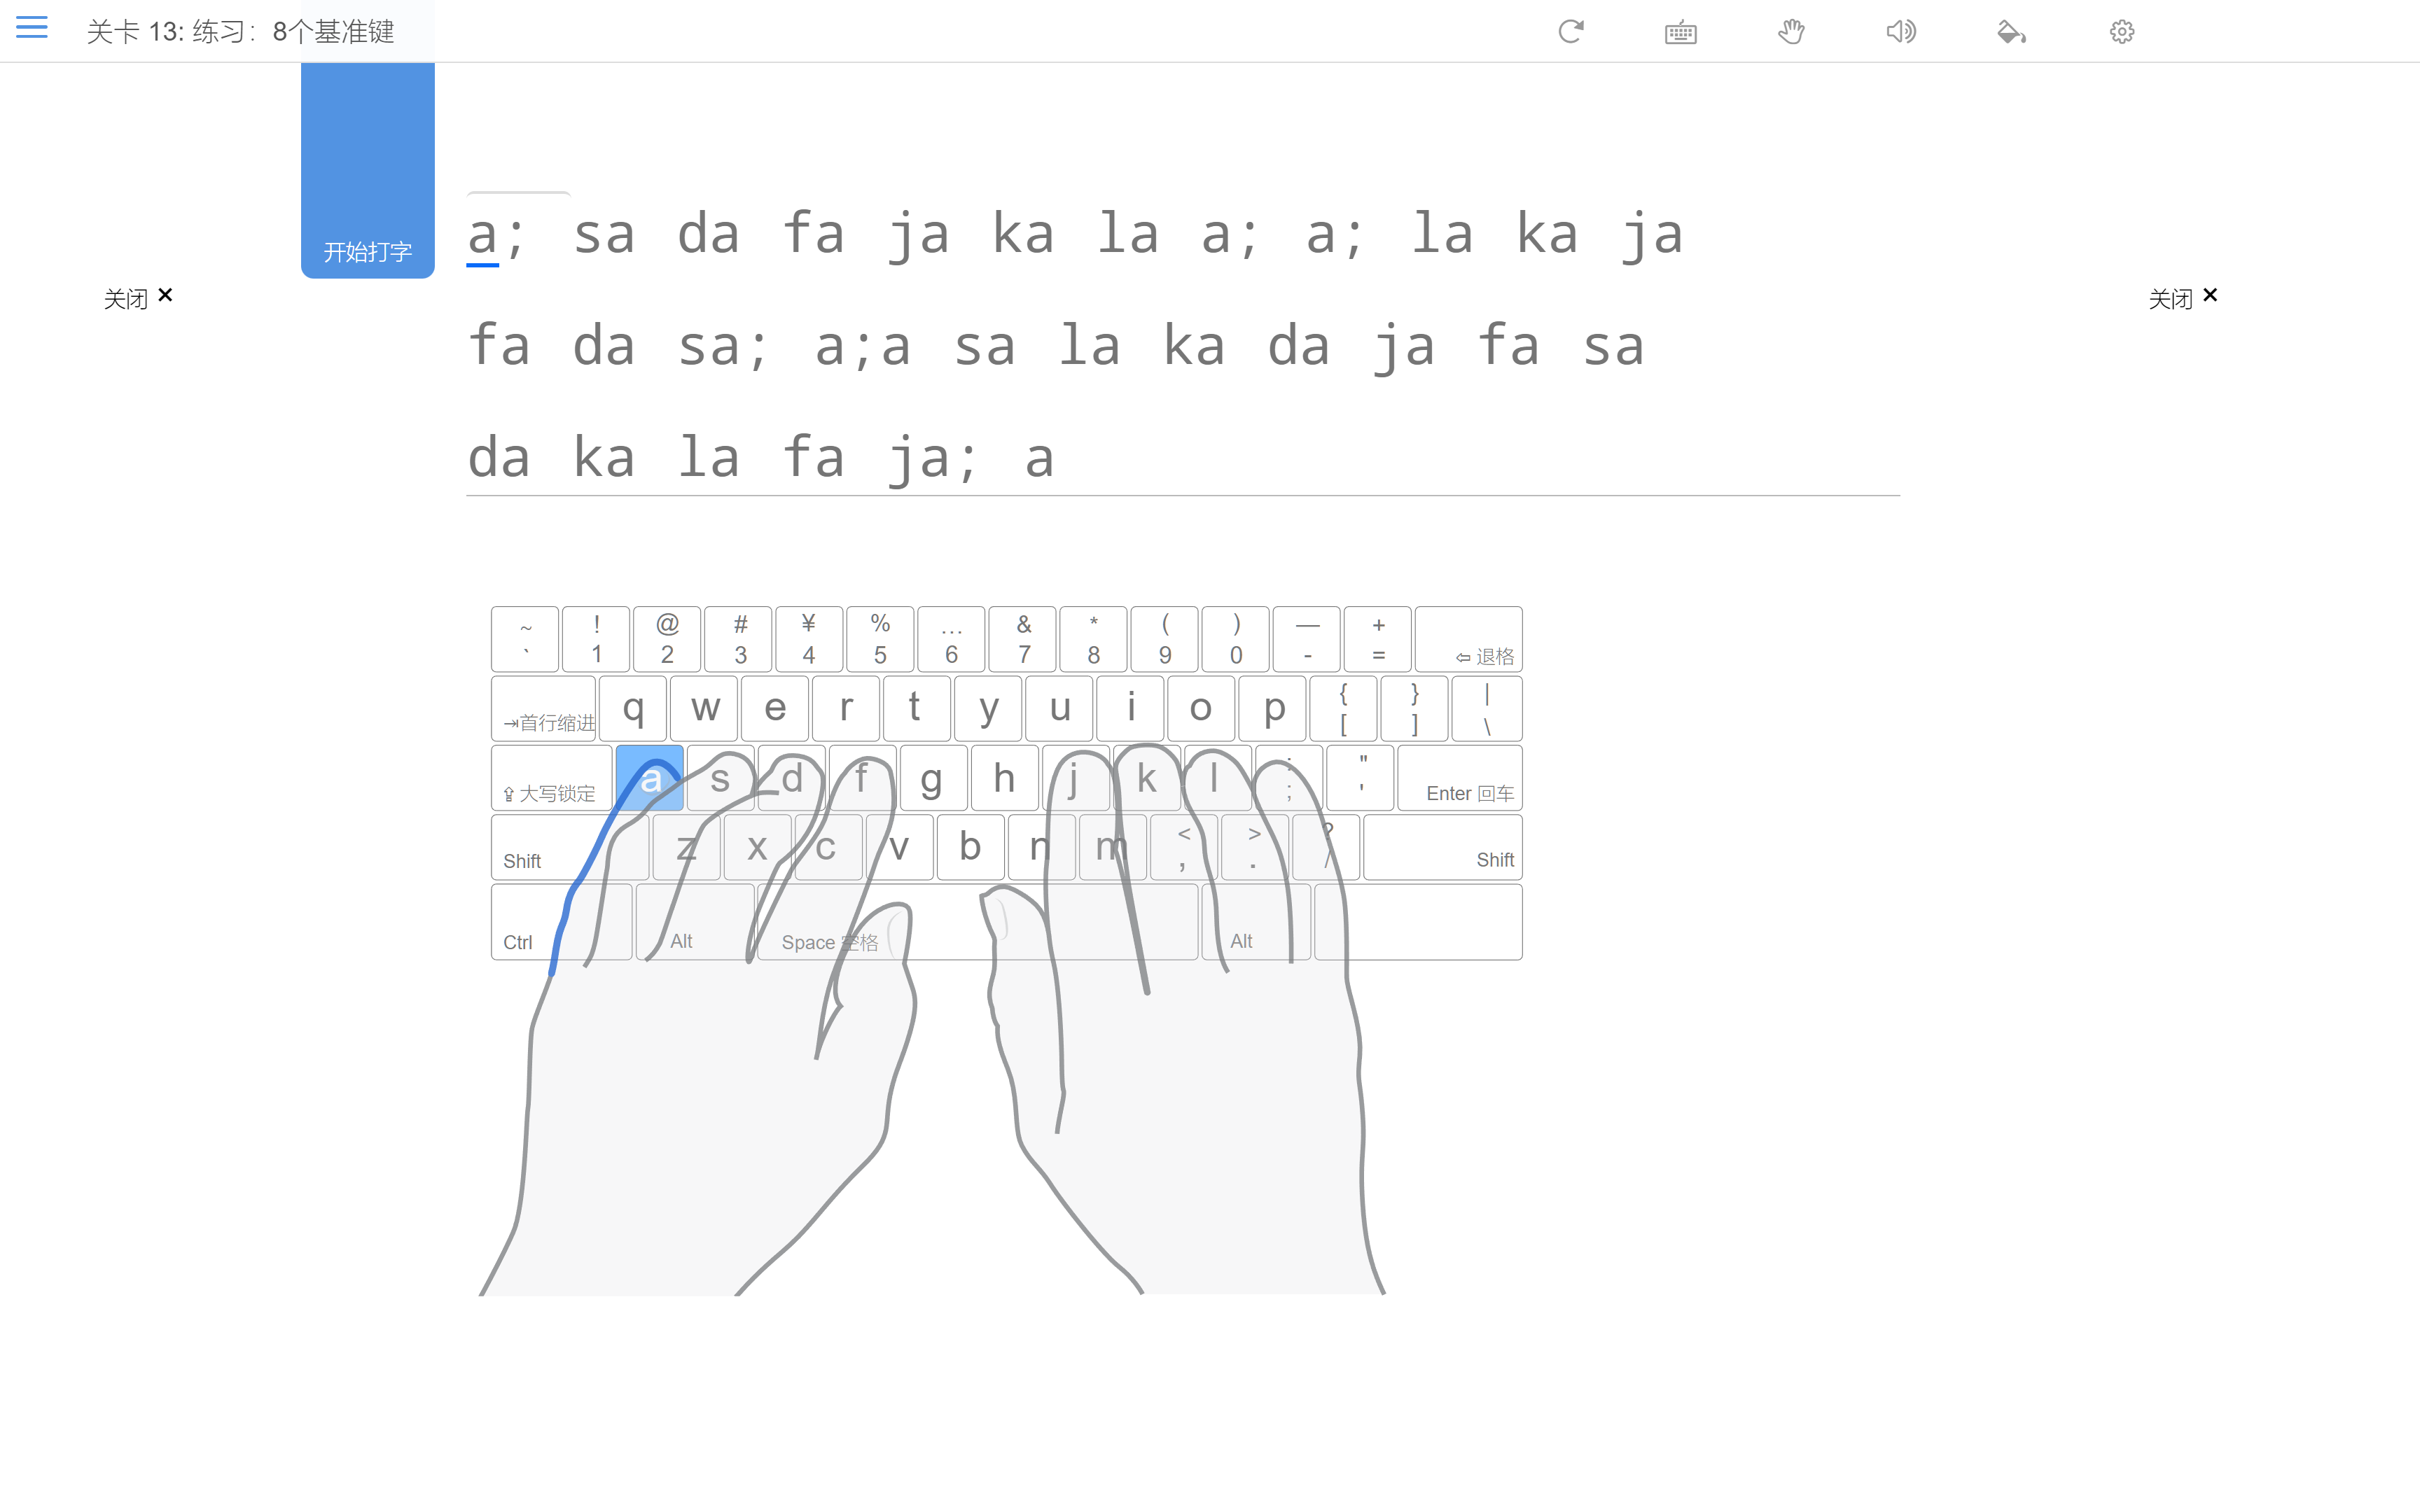 关卡 13: 练习：8个基准键
开始打字
关闭 ×
关闭 ×
a; sa da fa ja ka la a; a; la ka ja
fa da sa; a;a sa la ka da ja fa sa
da ka la fa ja; a
~ ! @ # ¥ % … & * ( ) — +
` 1 2 3 4 5 6 7 8 9 0 - = ⇦ 退格
⇥首行缩进 q w e r t y u i o p { [ } ] | \
⇪ 大写锁定 a s d f g h j k l : ; " ' Enter 回车
Shift z x c v b n m < , > . ? / Shift
Ctrl Alt Space 空格 Alt